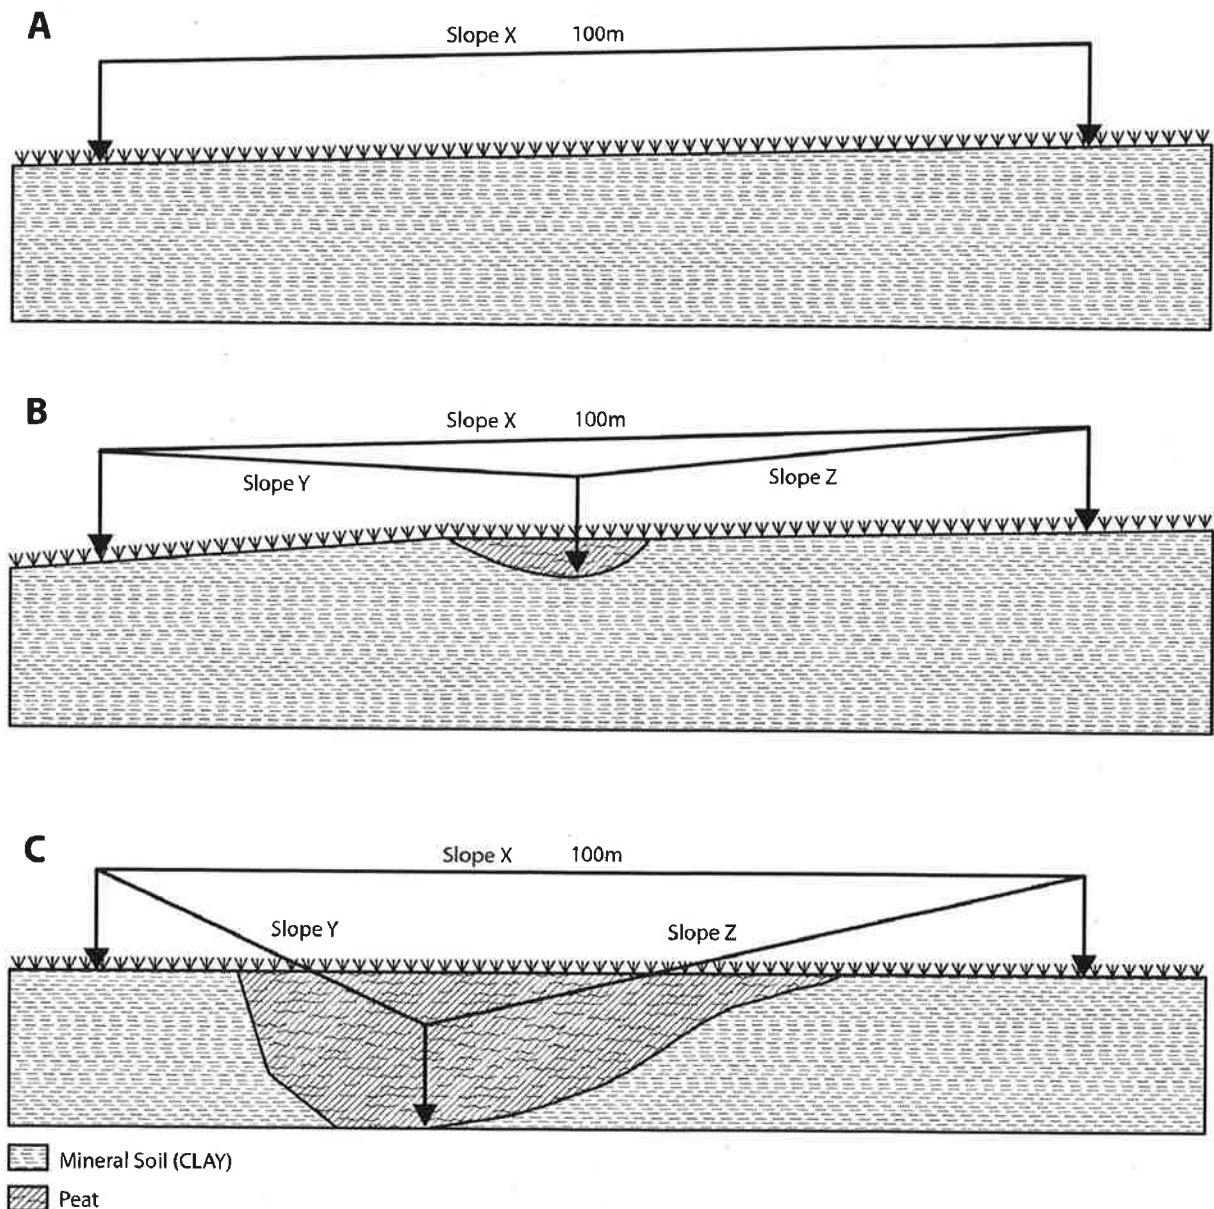 A
Slope X 100m
B
Slope X 100m
Slope Y
Slope Z
C
Slope X 100m
Slope Y
Slope Z
Mineral Soil (CLAY)
Peat